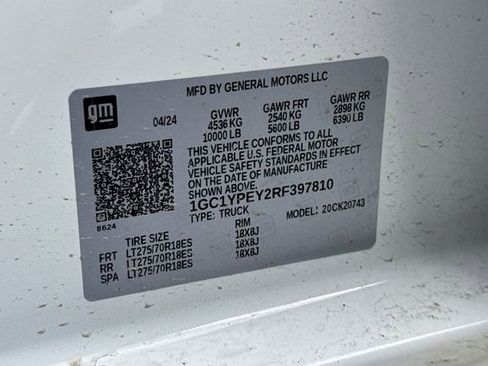 MFD BY GENERAL MOTORS LLC
gm
04/24
GVWR GAWR FRT GAWR RR
4536 KG 2540 KG 2898 KG
10000 LB 5600 LB 6390 LB
THIS VEHICLE CONFORMS TO ALL
APPLICABLE U.S. FEDERAL MOTOR
VEHICLE SAFETY STANDARDS IN EFFECT
ON THE DATE OF MANUFACTURE
SHOWN ABOVE.
1GC1YPEY2RF397810
TYPE: TRUCK MODEL: 20CK20743
8624
TIRE SIZE RIM
FRT LT275/70R18ES 18X8J
RR LT275/70R18ES 18X8J
SPA LT275/70R18ES 18X8J